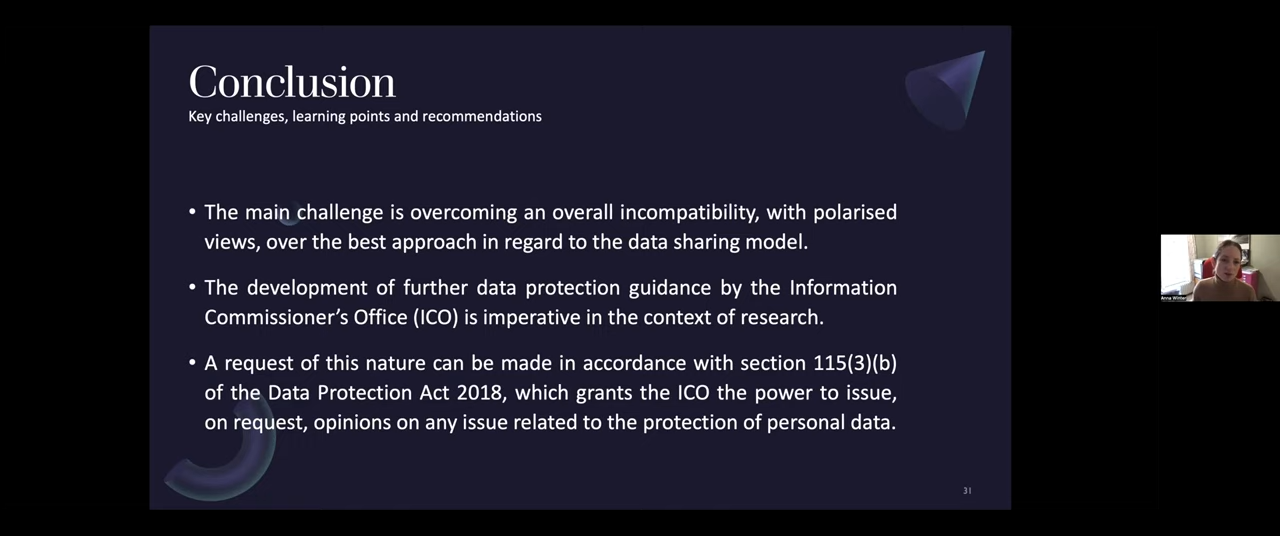 Conclusion
Key challenges, learning points and recommendations
• The main challenge is overcoming an overall incompatibility, with polarised
views, over the best approach in regard to the data sharing model.
• The development of further data protection guidance by the Information
Commissioner’s Office (ICO) is imperative in the context of research.
• A request of this nature can be made in accordance with section 115(3)(b)
of the Data Protection Act 2018, which grants the ICO the power to issue,
on request, opinions on any issue related to the protection of personal data.
31
Anna Winter